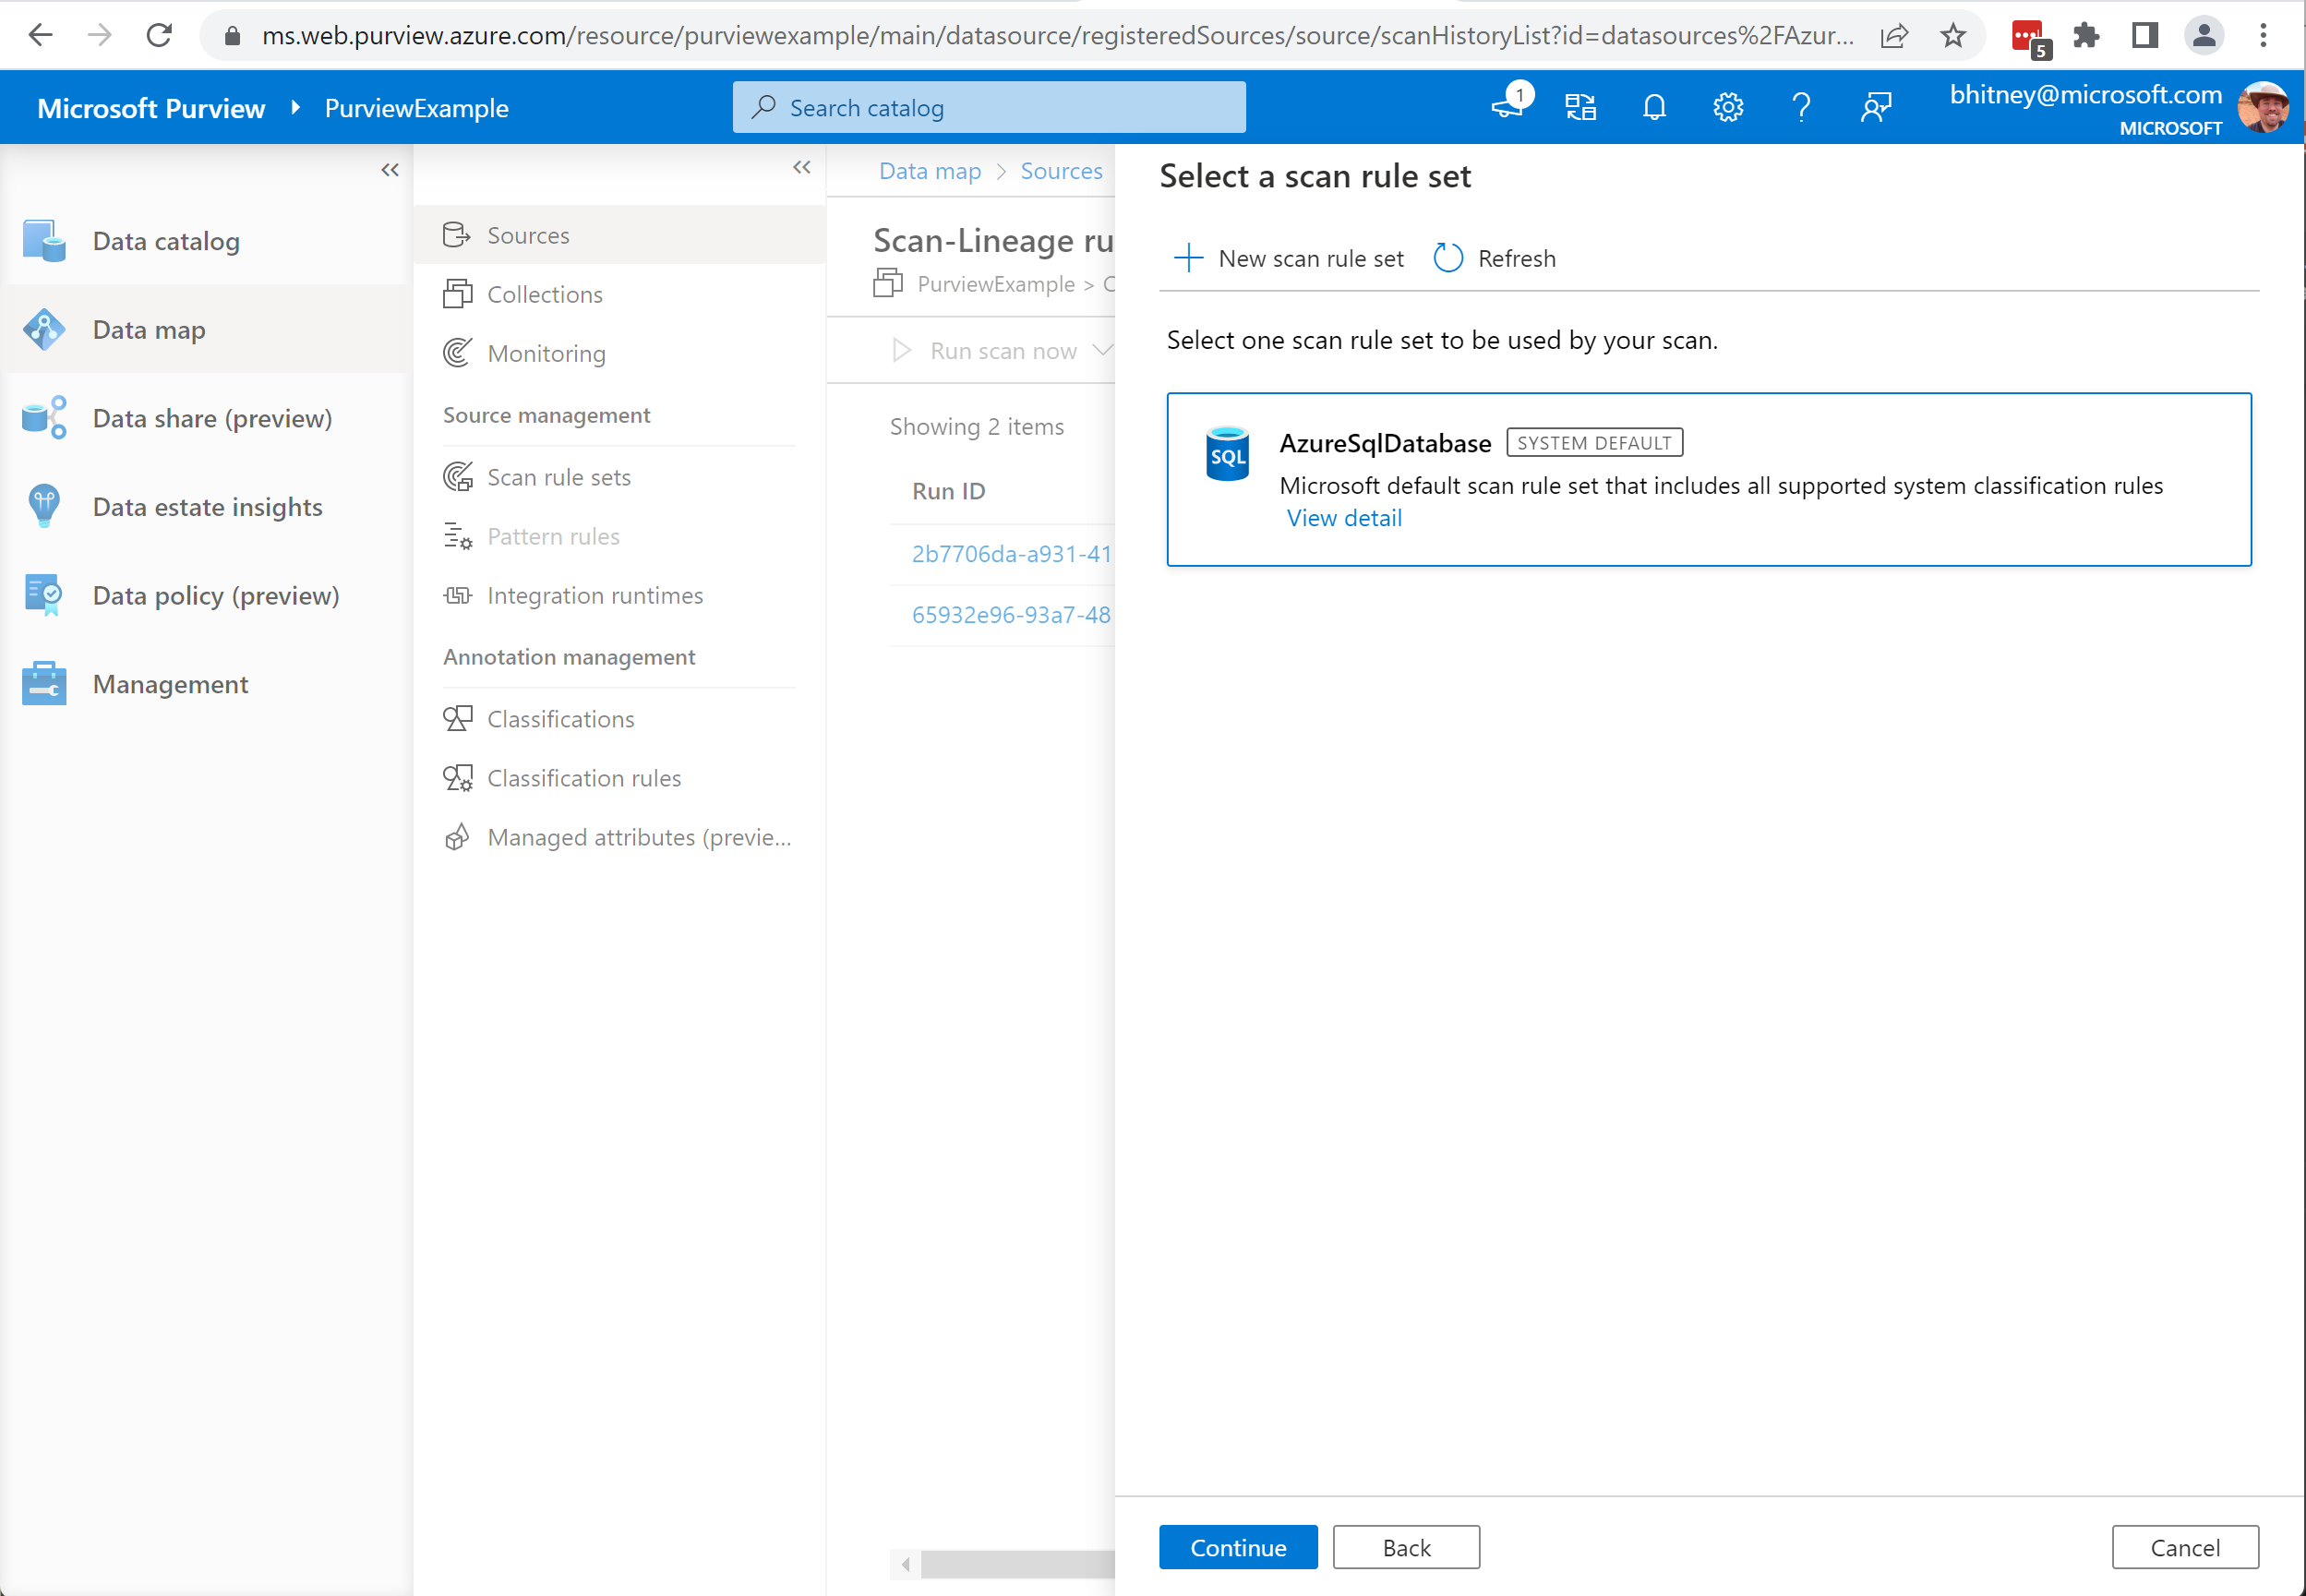 ms.web.purview.azure.com/resource/purviewexample/main/datasource/registeredSources/source/scanHistoryList?id=datasources%2FAzur...
5
Microsoft Purview
PurviewExample
Search catalog
1
bhitney@microsoft.com
MICROSOFT
Data catalog
Data map
Data share (preview)
Data estate insights
Data policy (preview)
Management
Sources
Collections
Monitoring
Source management
Scan rule sets
Pattern rules
Integration runtimes
Annotation management
Classifications
Classification rules
Managed attributes (previe...
Data map > Sources
Scan-Lineage ru
PurviewExample > C
Run scan now
Showing 2 items
Run ID
2b7706da-a931-41
65932e96-93a7-48
Select a scan rule set
New scan rule set
Refresh
Select one scan rule set to be used by your scan.
SQL
AzureSqlDatabase SYSTEM DEFAULT
Microsoft default scan rule set that includes all supported system classification rules
View detail
Continue
Back
Cancel